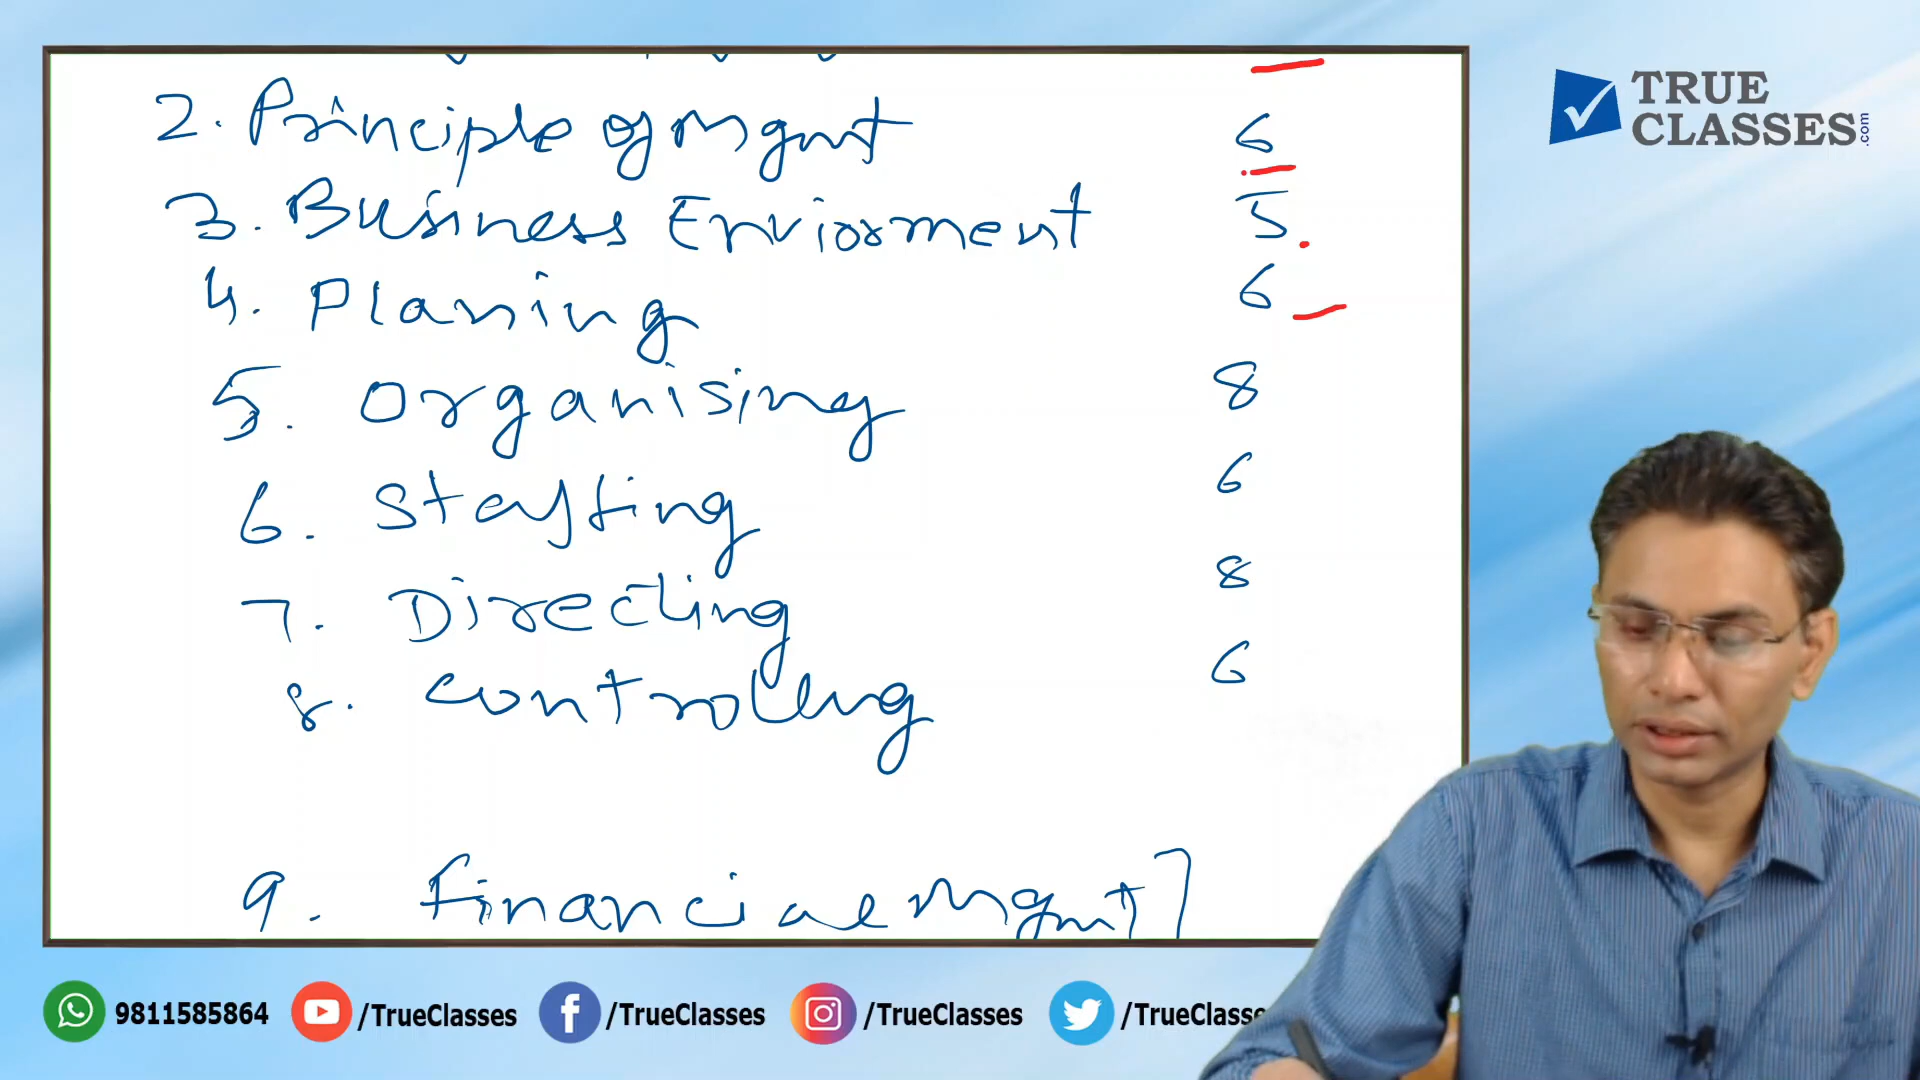 TRUE
CLASSES.com
2. Principle of Mgmt 6
3. Business Enviorment 5
4. Planing 6
5. Organising 8
6. Staffing 6
7. Directing 8
8. Controlling 6
9. Financial Mgmt]
9811585864 /TrueClasses /TrueClasses /TrueClasses /TrueClasse